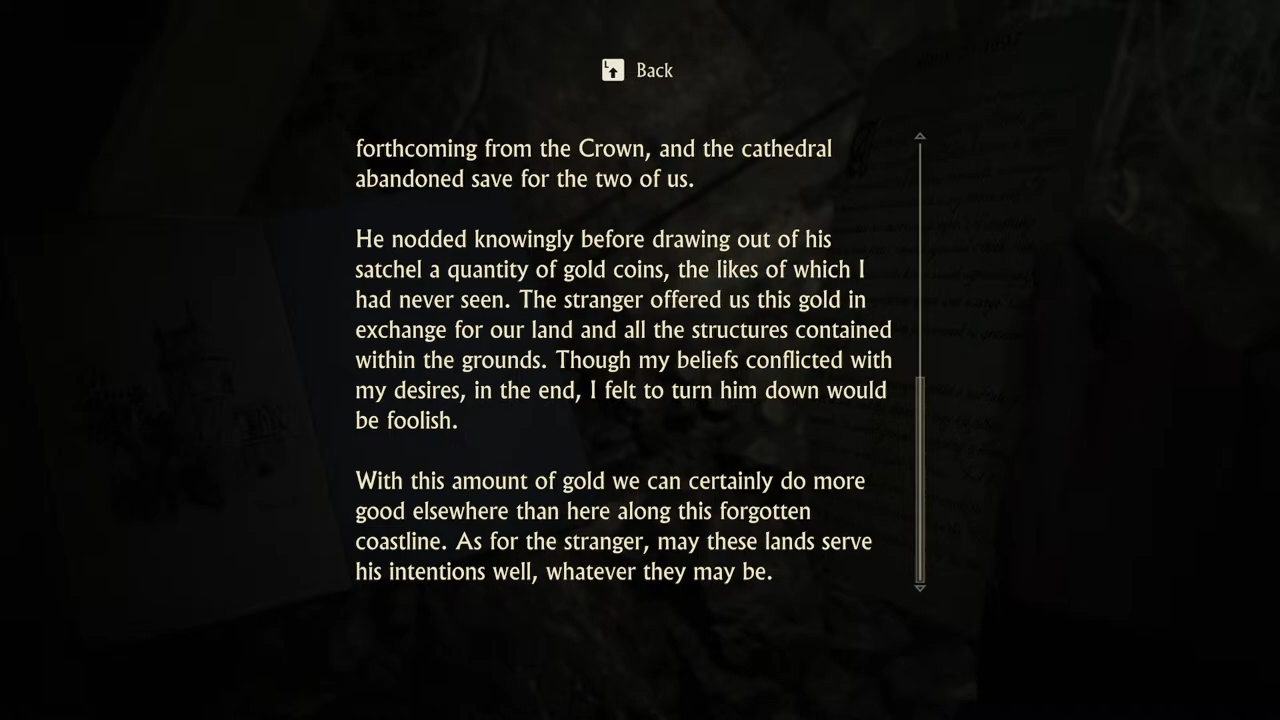 Back
forthcoming from the Crown, and the cathedral
abandoned save for the two of us.
He nodded knowingly before drawing out of his
satchel a quantity of gold coins, the likes of which I
had never seen. The stranger offered us this gold in
exchange for our land and all the structures contained
within the grounds. Though my beliefs conflicted with
my desires, in the end, I felt to turn him down would
be foolish.
With this amount of gold we can certainly do more
good elsewhere than here along this forgotten
coastline. As for the stranger, may these lands serve
his intentions well, whatever they may be.